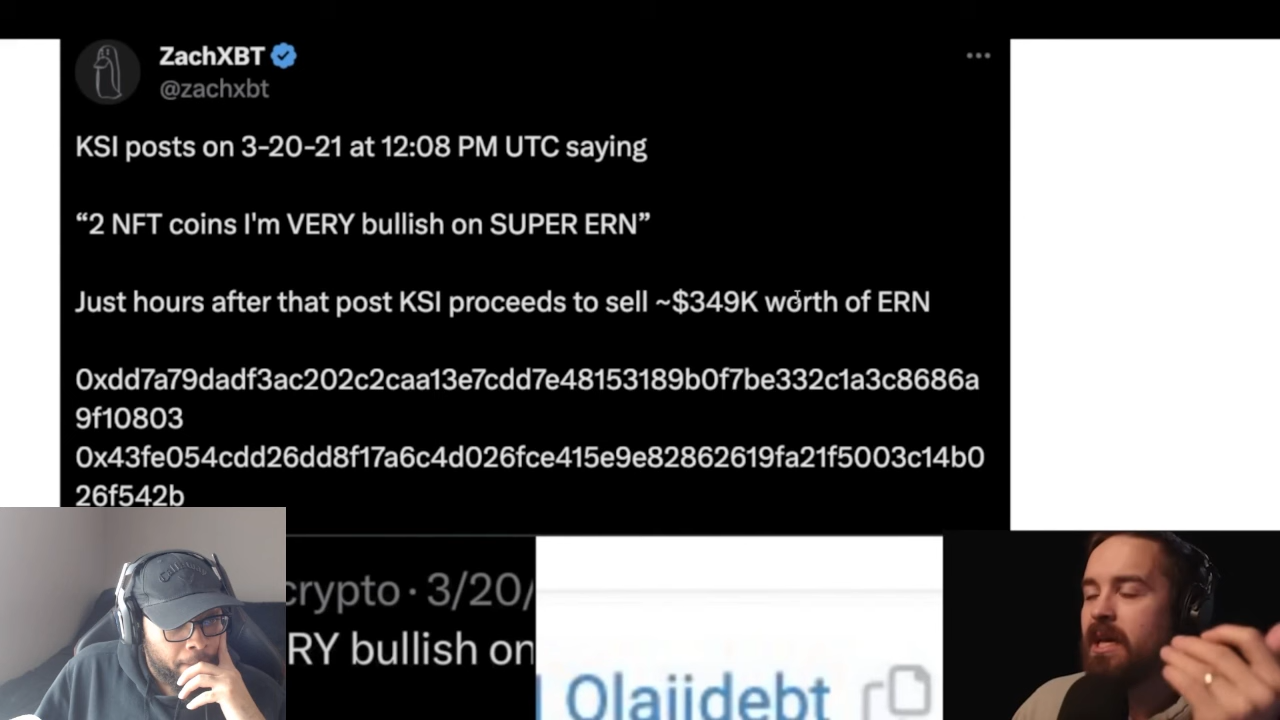 ZachXBT
@zachxbt
KSI posts on 3-20-21 at 12:08 PM UTC saying
“2 NFT coins I'm VERY bullish on SUPER ERN”
Just hours after that post KSI proceeds to sell ~$349K worth of ERN
0xdd7a79dadf3ac202c2caa13e7cdd7e48153189b0f7be332c1a3c8686a
9f10803
0x43fe054cdd26dd8f17a6c4d026fce415e9e82862619fa21f5003c14b0
26f542b
crypto · 3/20/
RY bullish on
Olajidebt